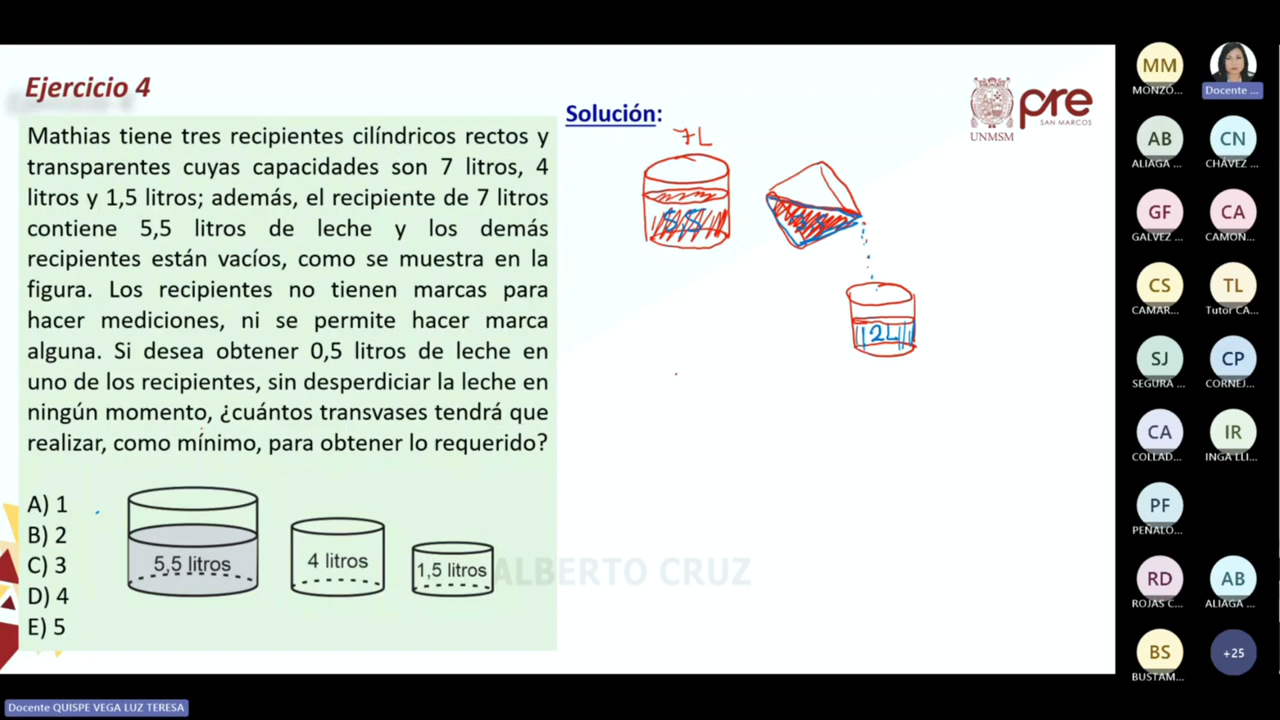 Ejercicio 4
Mathias tiene tres recipientes cilíndricos rectos y
transparentes cuyas capacidades son 7 litros, 4
litros y 1,5 litros; además, el recipiente de 7 litros
contiene 5,5 litros de leche y los demás
recipientes están vacíos, como se muestra en la
figura. Los recipientes no tienen marcas para
hacer mediciones, ni se permite hacer marca
alguna. Si desea obtener 0,5 litros de leche en
uno de los recipientes, sin desperdiciar la leche en
ningún momento, ¿cuántos transvases tendrá que
realizar, como mínimo, para obtener lo requerido?
A) 1
B) 2
C) 3
D) 4
E) 5
5,5 litros
4 litros
1,5 litros
Solución:
7L
5,5
2L
UNMSM
pre
SAN MARCOS
ALBERTO CRUZ
MM
MONZÓ...
Docente ...
AB
ALIAGA ...
CN
CHÁVEZ ...
GF
GALVEZ ...
CA
CAMON...
CS
CAMAR...
TL
Tutor CA...
SJ
SEGURA ...
CP
CORNEJ...
CA
COLLAD...
IR
INGA LLI...
PF
PEÑALO...
RD
ROJAS C...
AB
ALIAGA ...
BS
BUSTAM...
+25
Docente QUISPE VEGA LUZ TERESA